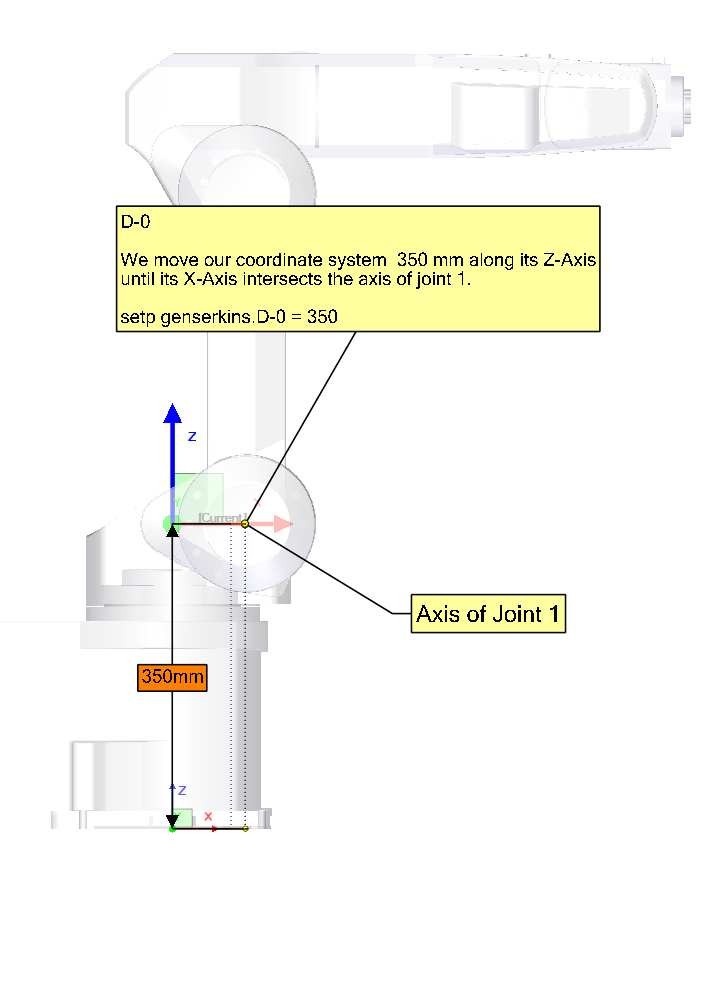 D-0
We move our coordinate system  350 mm along its Z-Axis
until its X-Axis intersects the axis of joint 1.
setp genserkins.D-0 = 350
Z
[Current]
X
Axis of Joint 1
350mm
Z
X